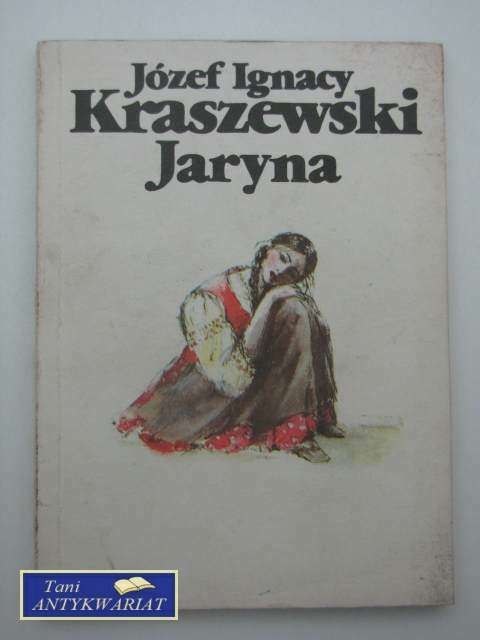 Józef Ignacy
Kraszewski
Jaryna
Tani
ANTYKWARIAT